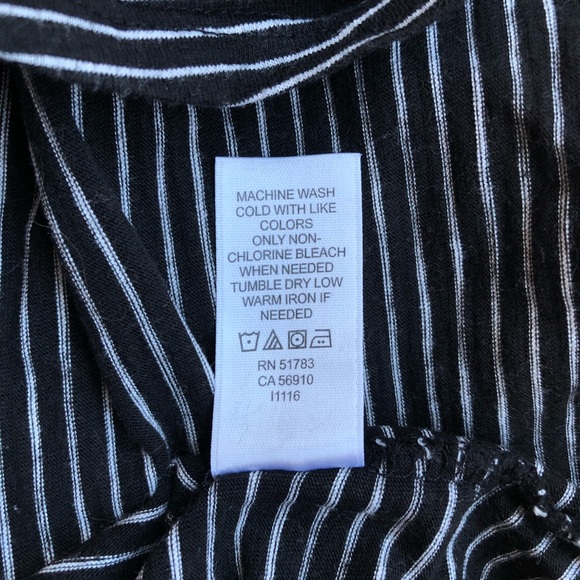 MACHINE WASH
COLD WITH LIKE
COLORS
ONLY NON-
CHLORINE BLEACH
WHEN NEEDED
TUMBLE DRY LOW
WARM IRON IF
NEEDED
RN 51783
CA 56910
I1116